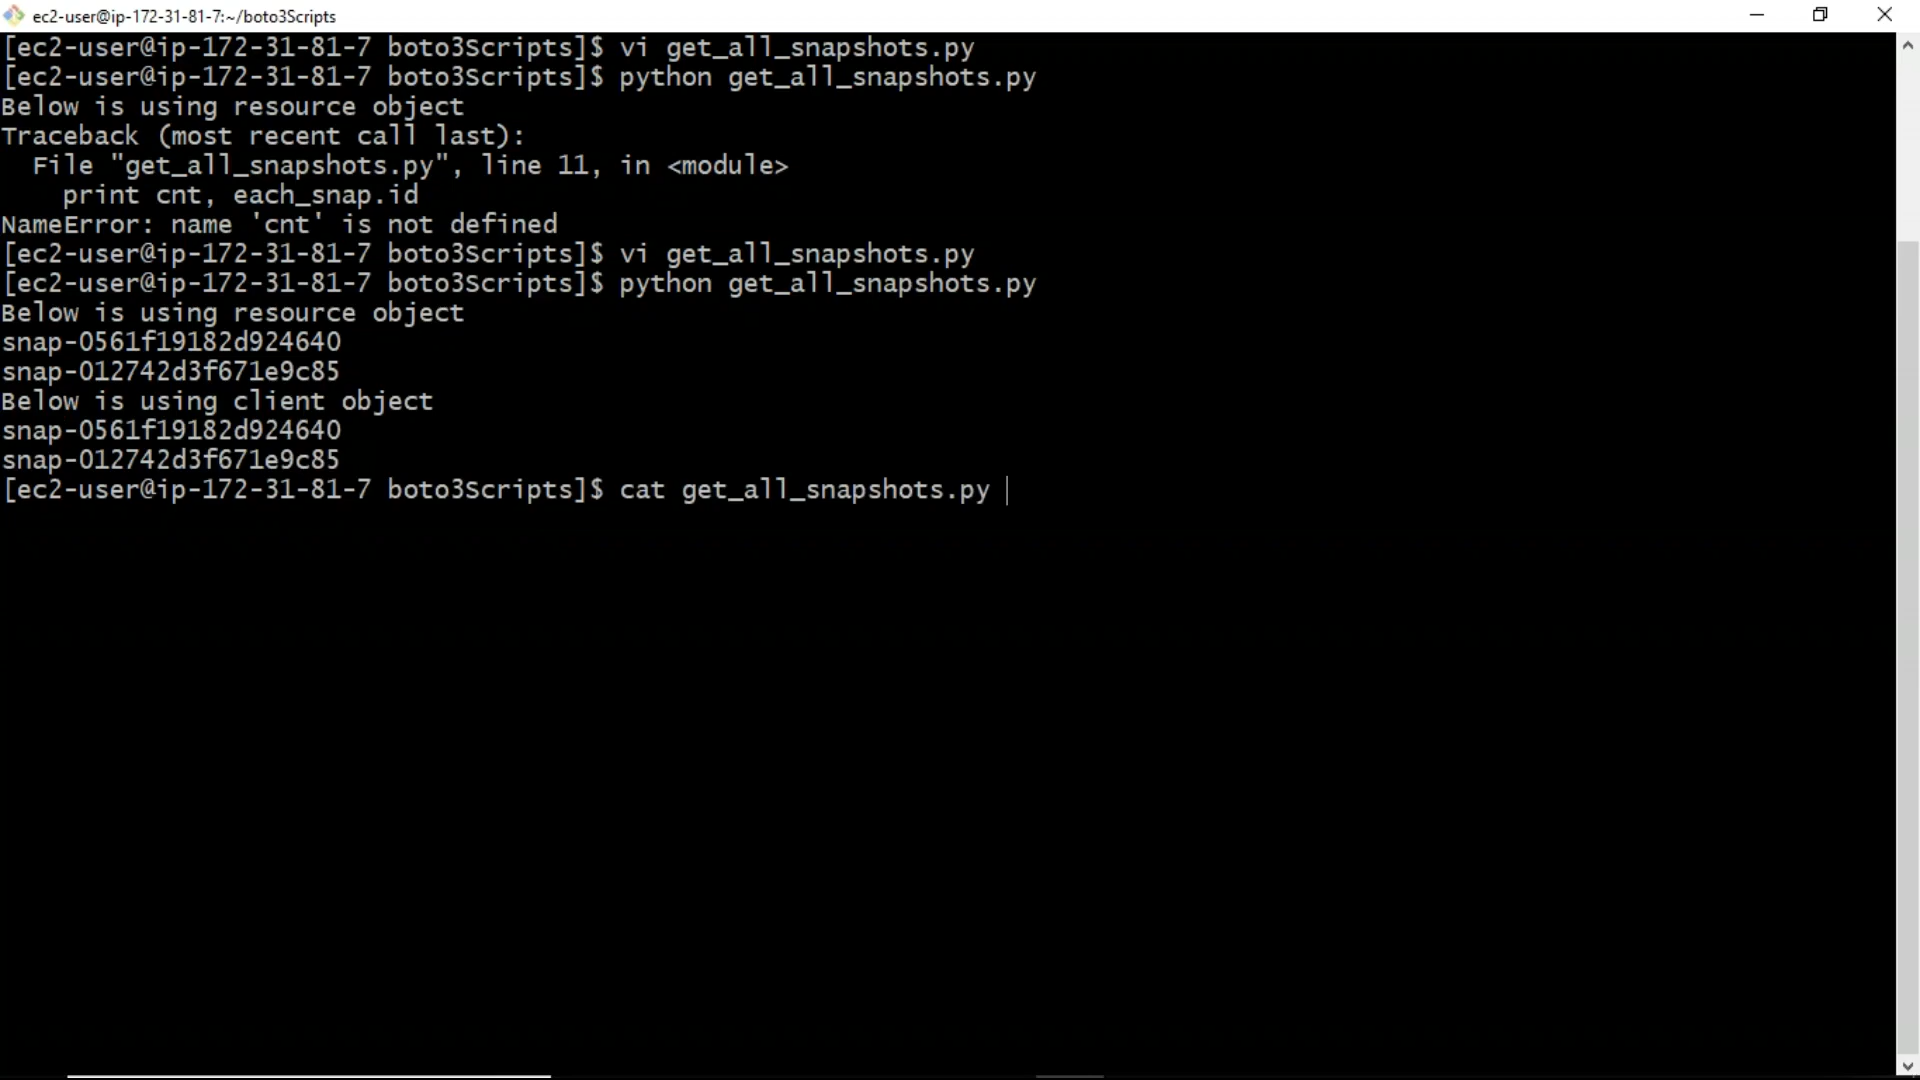 ec2-user@ip-172-31-81-7:~/boto3Scripts
[ec2-user@ip-172-31-81-7 boto3Scripts]$ vi get_all_snapshots.py
[ec2-user@ip-172-31-81-7 boto3Scripts]$ python get_all_snapshots.py
Below is using resource object
Traceback (most recent call last):
  File "get_all_snapshots.py", line 11, in <module>
    print cnt, each_snap.id
NameError: name 'cnt' is not defined
[ec2-user@ip-172-31-81-7 boto3Scripts]$ vi get_all_snapshots.py
[ec2-user@ip-172-31-81-7 boto3Scripts]$ python get_all_snapshots.py
Below is using resource object
snap-0561f19182d924640
snap-012742d3f671e9c85
Below is using client object
snap-0561f19182d924640
snap-012742d3f671e9c85
[ec2-user@ip-172-31-81-7 boto3Scripts]$ cat get_all_snapshots.py